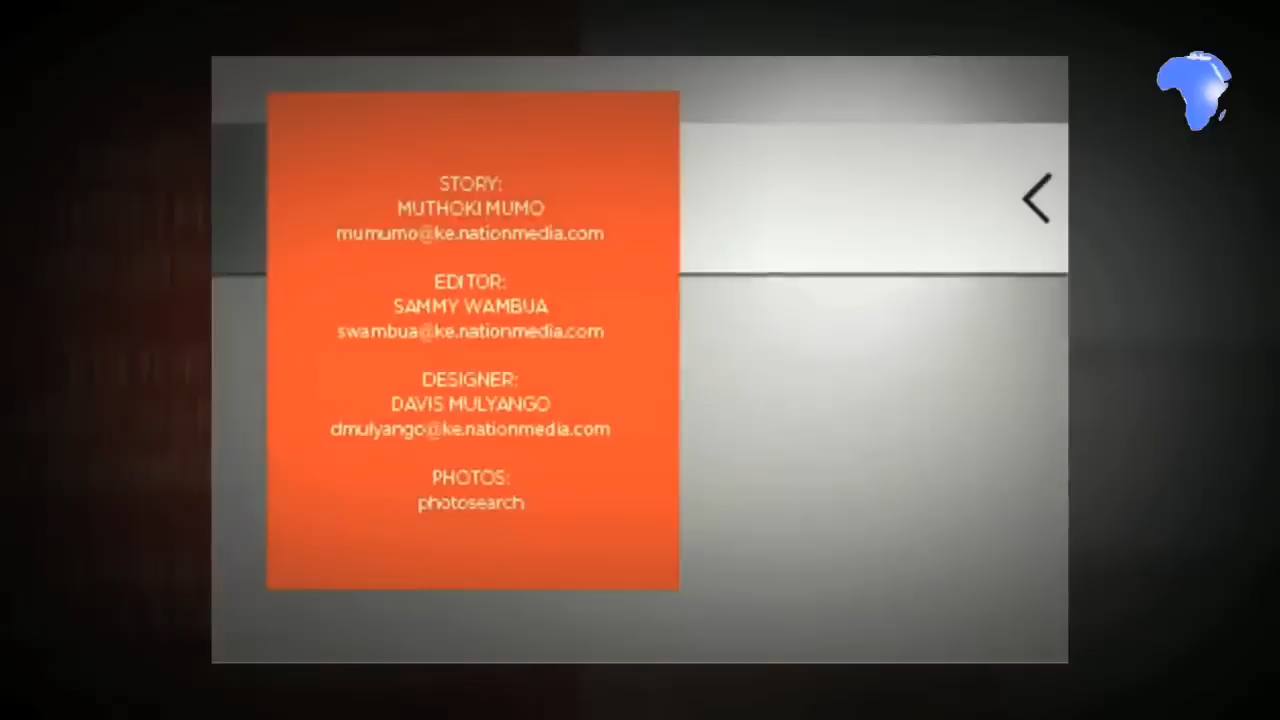 STORY:
MUTHOKI MUMO
mumumo@ke.nationmedia.com
EDITOR:
SAMMY WAMBUA
swambua@ke.nationmedia.com
DESIGNER:
DAVIS MULYANGO
dmulyango@ke.nationmedia.com
PHOTOS:
photosearch